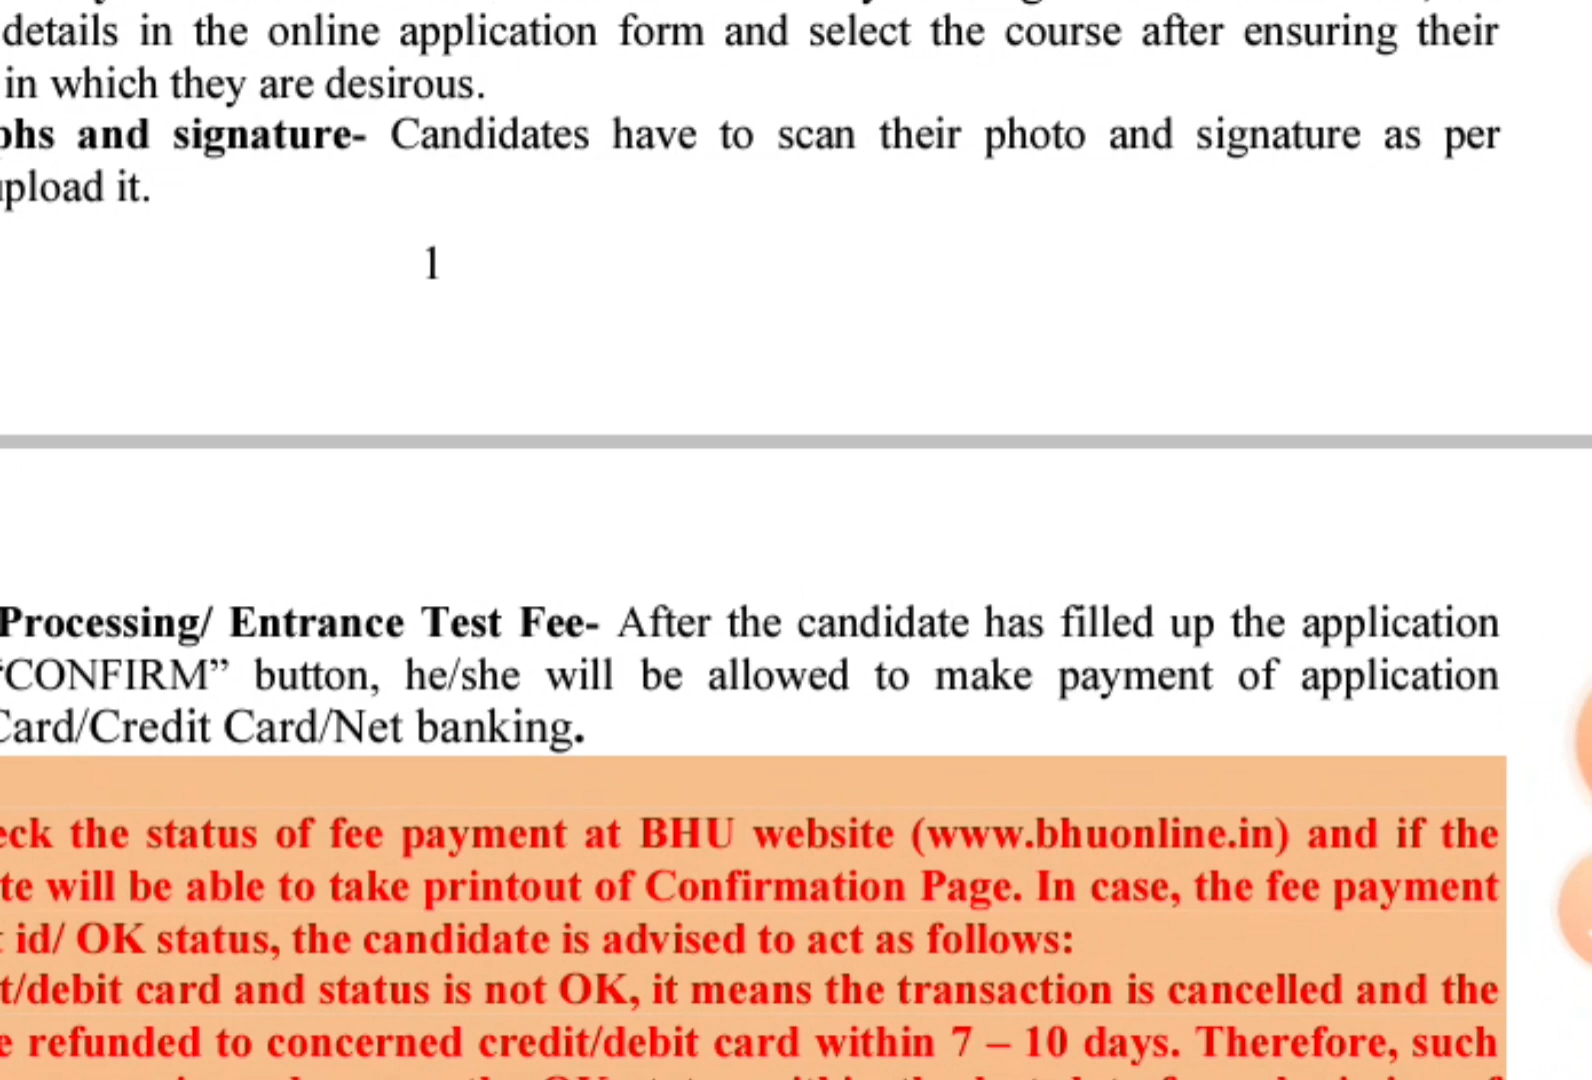 details in the online application form and select the course after ensuring their
in which they are desirous.
and signature- Candidates have to scan their photo and signature as per
it.
1
Processing/ Entrance Test Fee- After the candidate has filled up the application
“CONFIRM” button, he/she will be allowed to make payment of application
Card/Credit Card/Net banking.
the status of fee payment at BHU website (www.bhuonline.in) and if the
will be able to take printout of Confirmation Page. In case, the fee payment
id/ OK status, the candidate is advised to act as follows:
/debit card and status is not OK, it means the transaction is cancelled and the
refunded to concerned credit/debit card within 7 – 10 days. Therefore, such